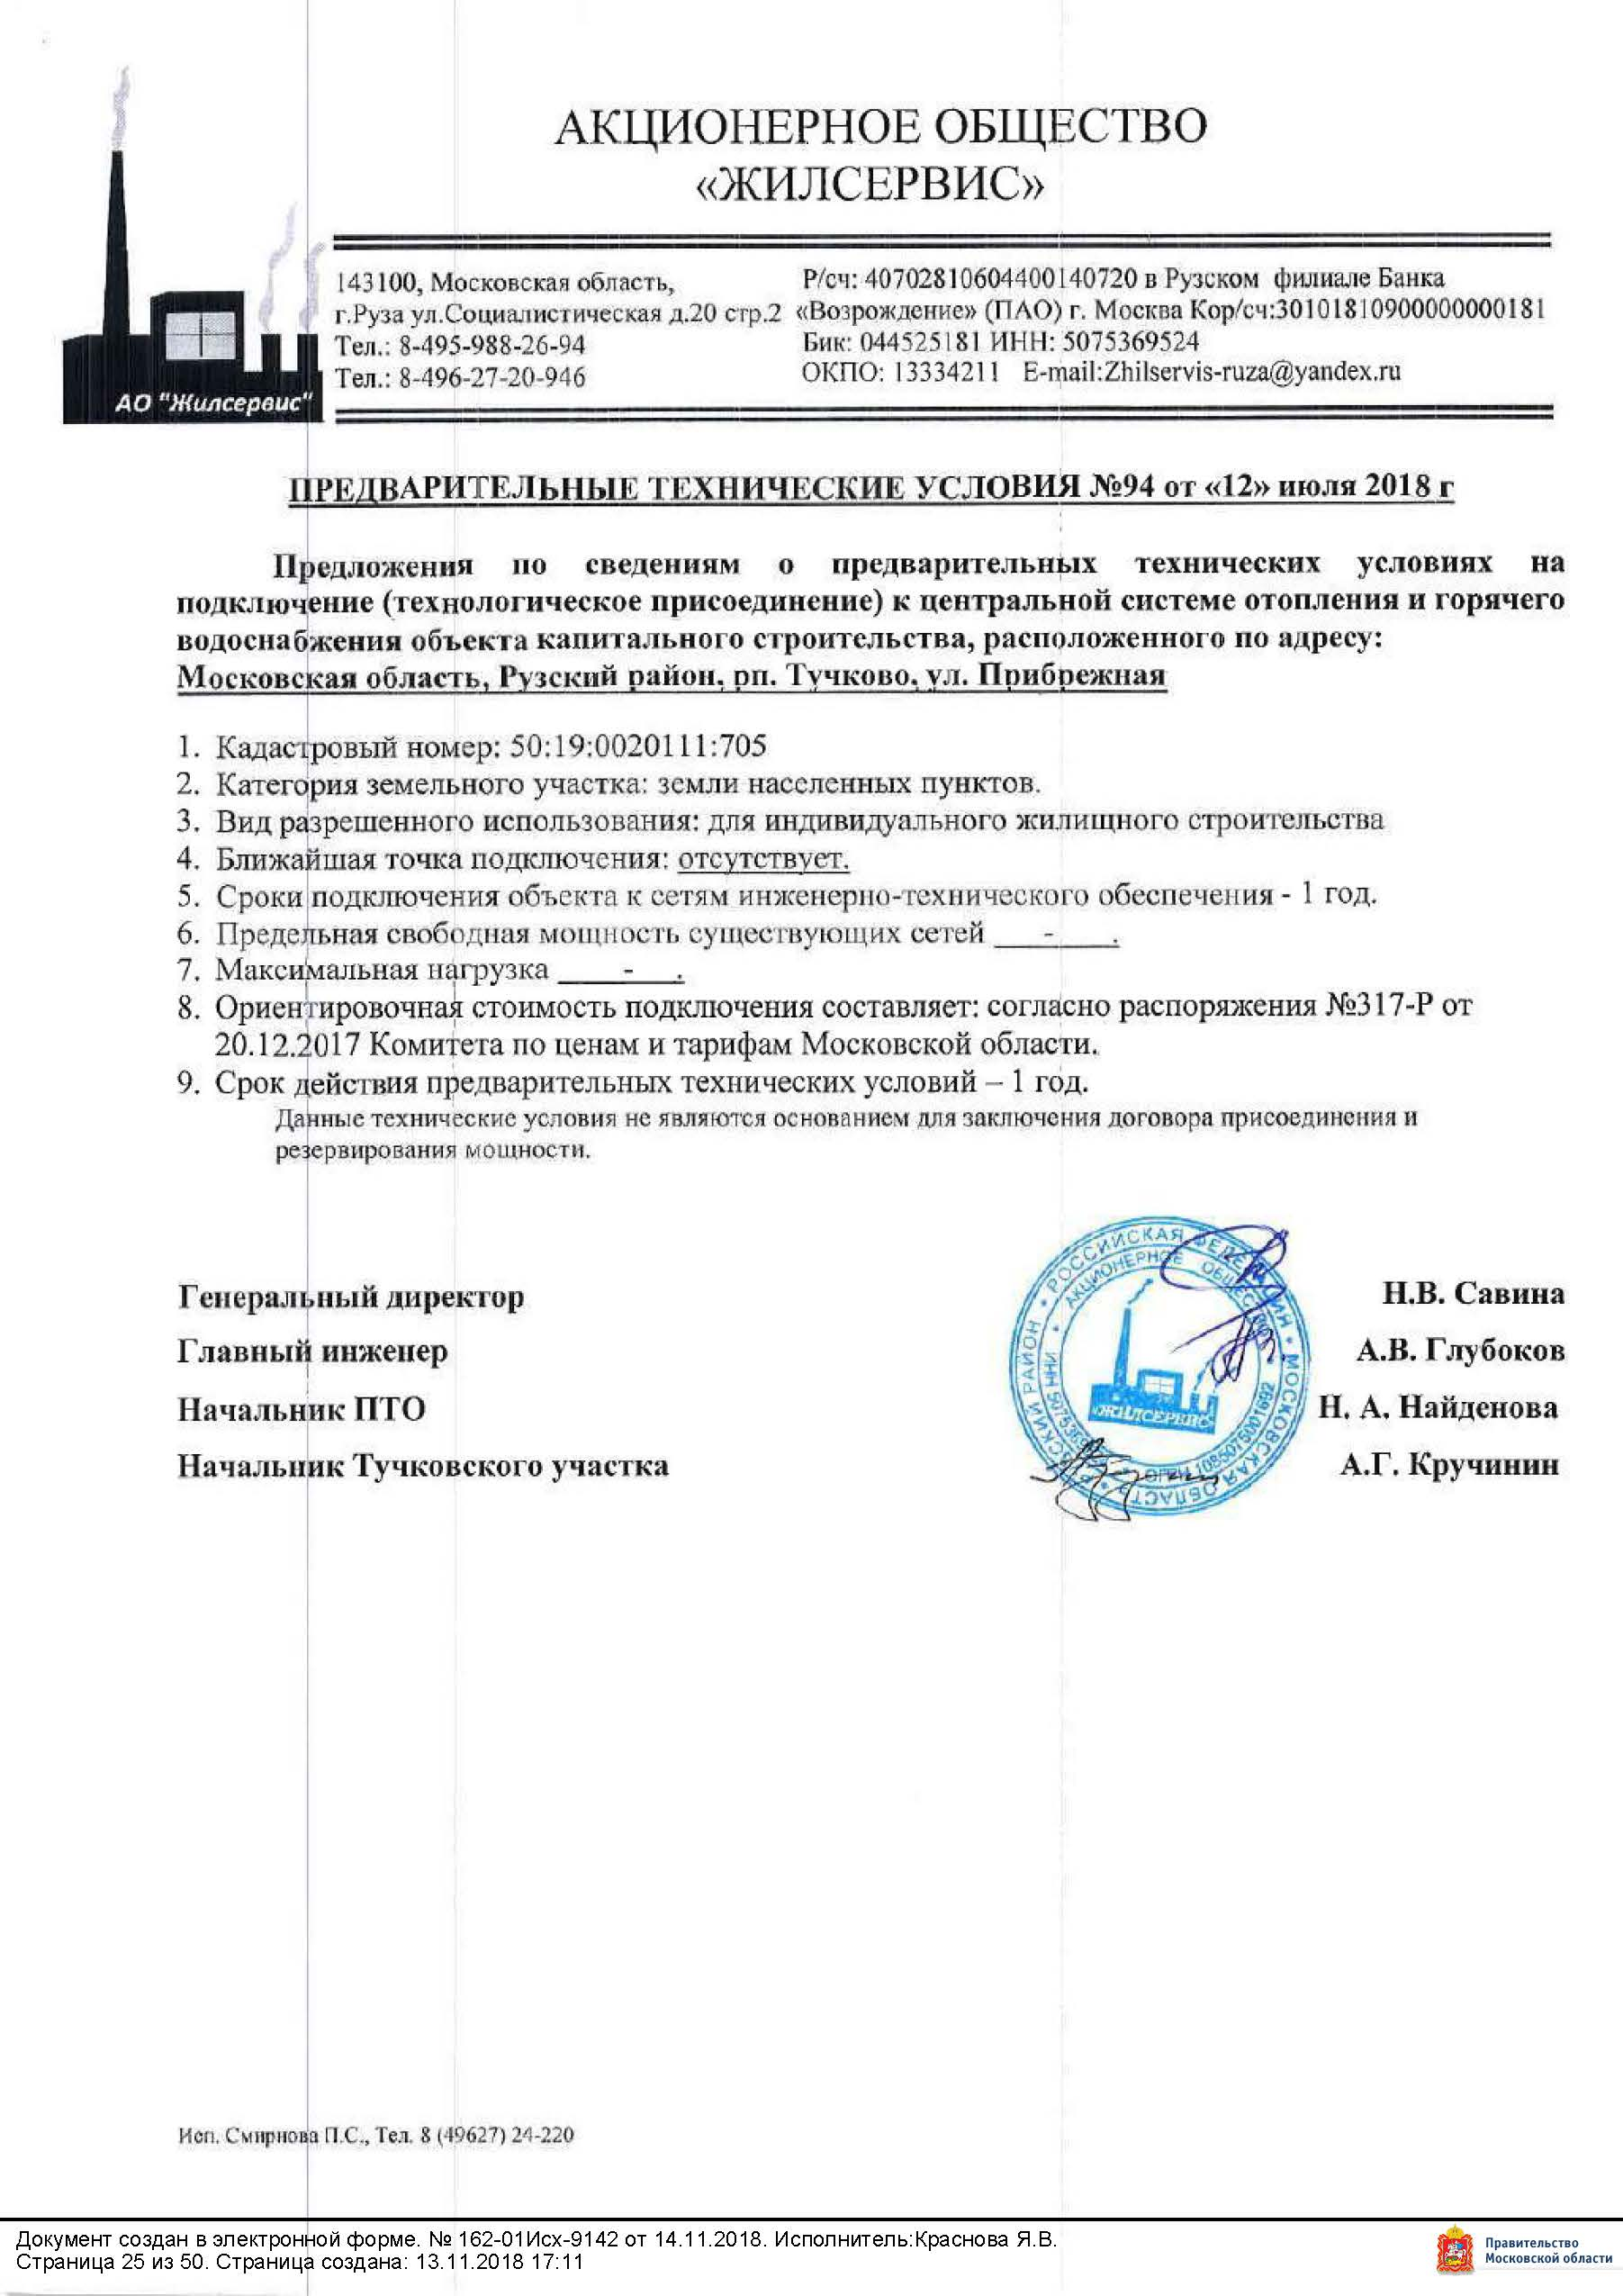 АКЦИОНЕРНОЕ ОБЩЕСТВО
«ЖИЛСЕРВИС»
143100, Московская область,
г.Руза ул.Социалистическая д.20 стр.2
Тел.: 8-495-988-26-94
Тел.: 8-496-27-20-946
Р/сч: 40702810604400140720 в Рузском филиале Банка
«Возрождение» (ПАО) г. Москва Кор/сч:30101810900000000181
Бик: 044525181 ИНН: 5075369524
ОКПО: 13334211 E-mail:Zhilservis-ruza@yandex.ru
АО "Жилсервис"
ПРЕДВАРИТЕЛЬНЫЕ ТЕХНИЧЕСКИЕ УСЛОВИЯ №94 от «12» июля 2018 г
Предложения по сведениям о предварительных технических условиях на
подключение (технологическое присоединение) к центральной системе отопления и горячего
водоснабжения объекта капитального строительства, расположенного по адресу:
Московская область, Рузский район, рп. Тучково, ул. Прибрежная
1. Кадастровый номер: 50:19:0020111:705
2. Категория земельного участка: земли населенных пунктов.
3. Вид разрешенного использования: для индивидуального жилищного строительства
4. Ближайшая точка подключения: отсутствует.
5. Сроки подключения объекта к сетям инженерно-технического обеспечения - 1 год.
6. Предельная свободная мощность существующих сетей ___-___.
7. Максимальная нагрузка ___-___.
8. Ориентировочная стоимость подключения составляет: согласно распоряжения №317-Р от
20.12.2017 Комитета по ценам и тарифам Московской области.
9. Срок действия предварительных технических условий – 1 год.
Данные технические условия не являются основанием для заключения договора присоединения и
резервирования мощности.
Генеральный директор Н.В. Савина
Главный инженер А.В. Глубоков
Начальник ПТО Н. А. Найденова
Начальник Тучковского участка А.Г. Кручинин
РОССИЙСКАЯ ФЕДЕРАЦИЯ • МОСКОВСКАЯ ОБЛАСТЬ
АКЦИОНЕРНОЕ ОБЩЕСТВО
ЖИЛСЕРВИС
Исп. Смирнова П.С., Тел. 8 (49627) 24-220
Документ создан в электронной форме. № 162-01Исх-9142 от 14.11.2018. Исполнитель:Краснова Я.В.
Страница 25 из 50. Страница создана: 13.11.2018 17:11
Правительство
Московской области